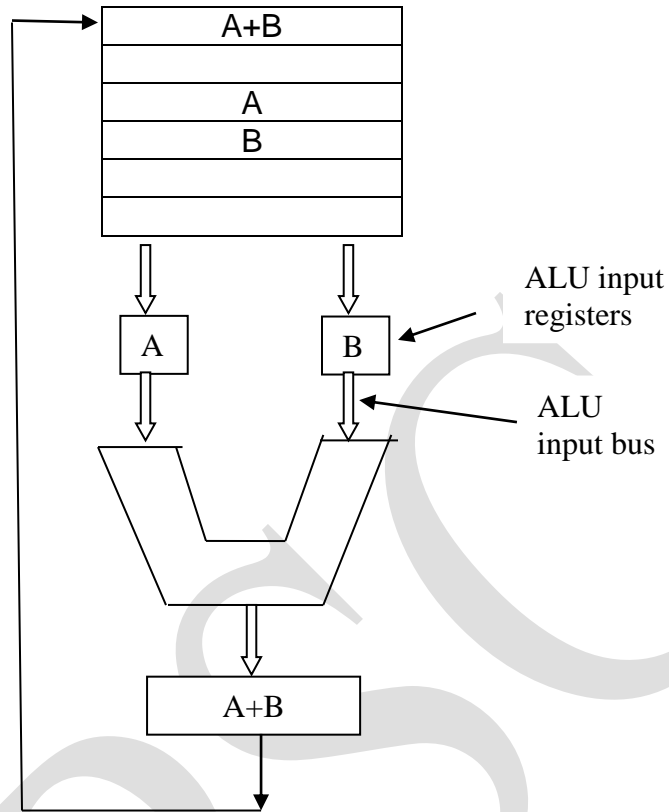 A+B
A
B
ALU input
registers
A
B
ALU
input bus
A+B